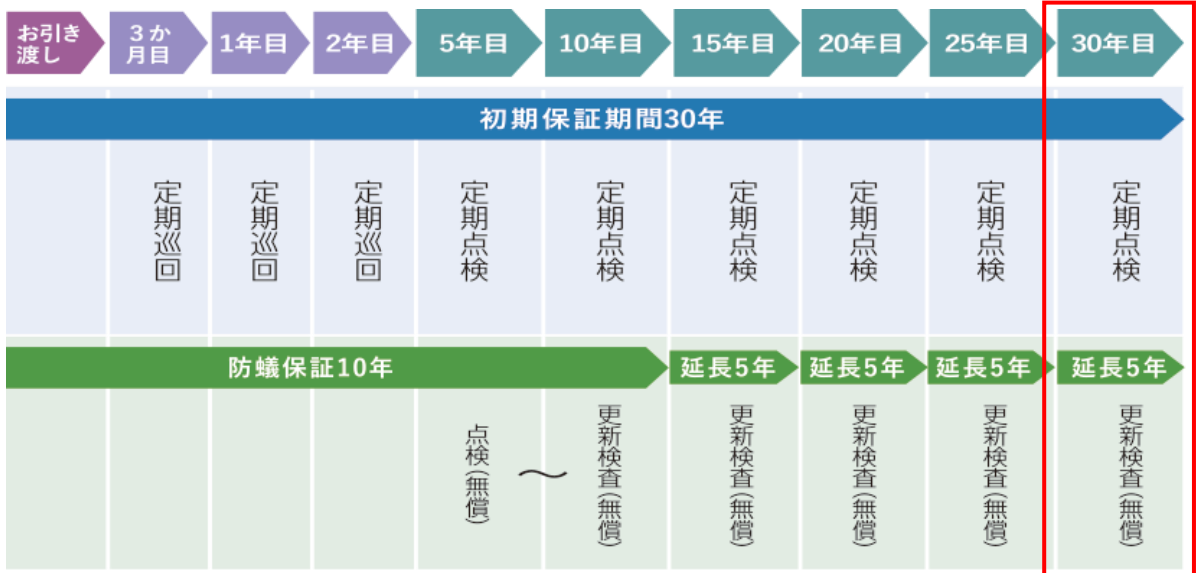 お引き
渡し
3か
月目
1年目
2年目
5年目
10年目
15年目
20年目
25年目
30年目
初期保証期間30年
定期巡回
定期巡回
定期巡回
定期点検
定期点検
定期点検
定期点検
定期点検
定期点検
防蟻保証10年
延長5年
延長5年
延長5年
延長5年
点検(無償)
～
更新検査(無償)
更新検査(無償)
更新検査(無償)
更新検査(無償)
更新検査(無償)